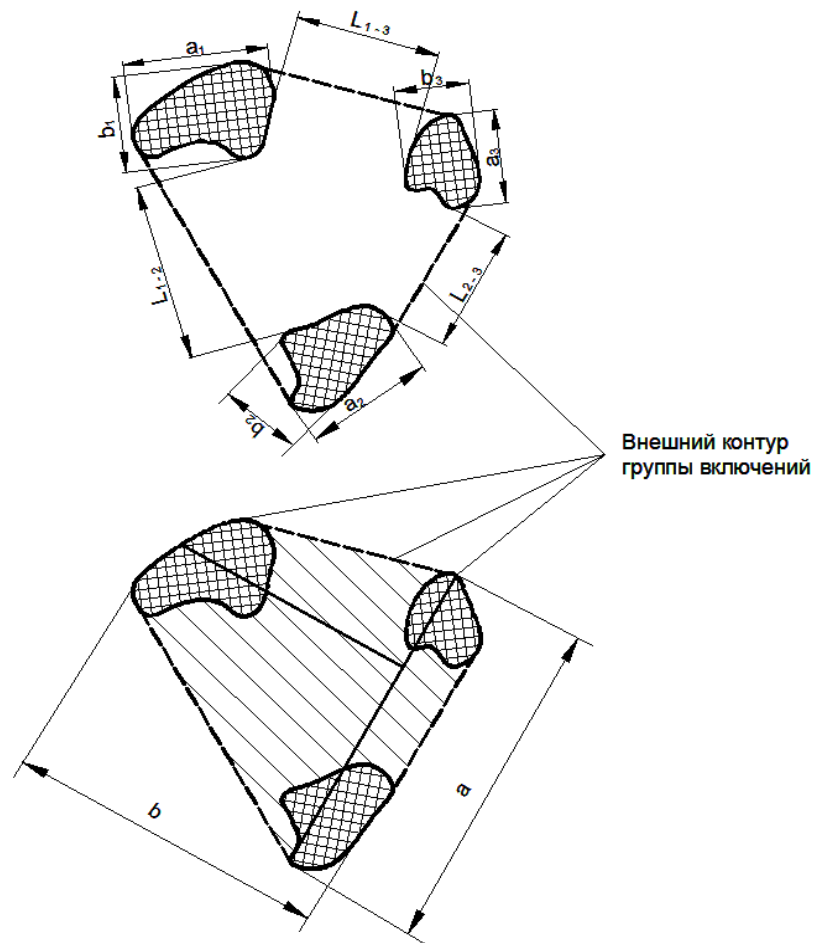 L₁₋₃
a₁
b₃
b₁
a₃
L₁₋₂
L₂₋₃
a₂
b₂
Внешний контур
группы включений
a
b